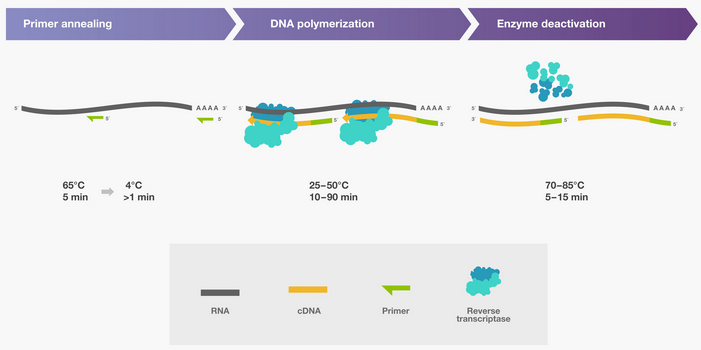 Primer annealing
DNA polymerization
Enzyme deactivation
5′
AAAA 3′
5′
5′
5′
AAAA 3′
5′
5′
5′
AAAA 3′
3′
5′
5′
65°C
5 min
4°C
>1 min
25–50°C
10–90 min
70–85°C
5–15 min
RNA
cDNA
Primer
Reverse
transcriptase